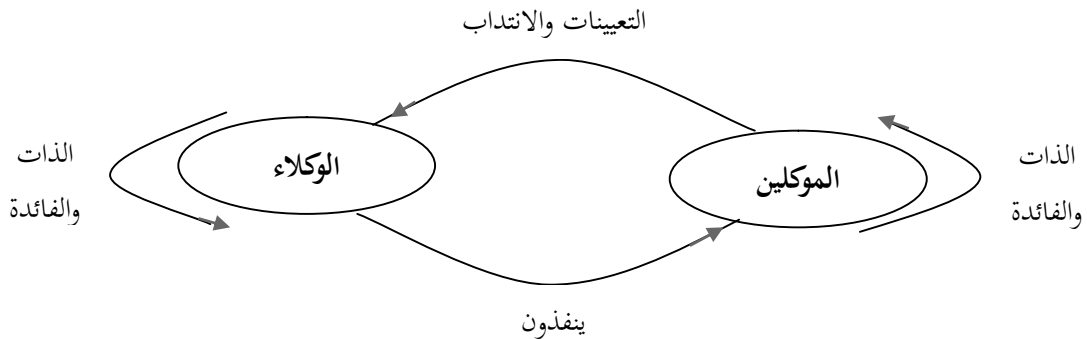 التعيينات والانتداب
الذات
والفائدة
الموكلين
الوكلاء
الذات
والفائدة
ينفذون